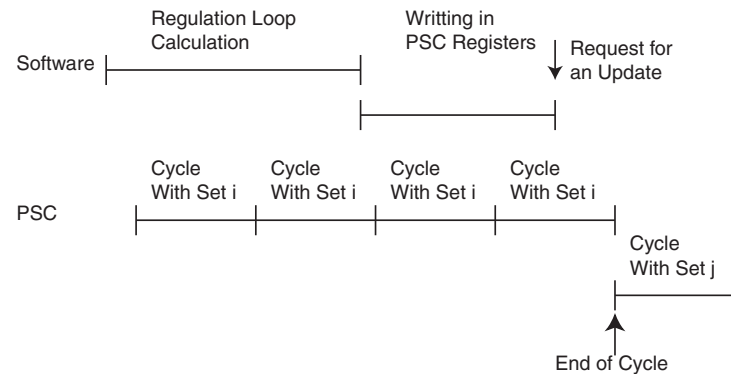 Regulation Loop
Calculation
Writting in
PSC Registers
Request for
an Update
Software
Cycle
With Set i
Cycle
With Set i
Cycle
With Set i
Cycle
With Set i
PSC
Cycle
With Set j
End of Cycle